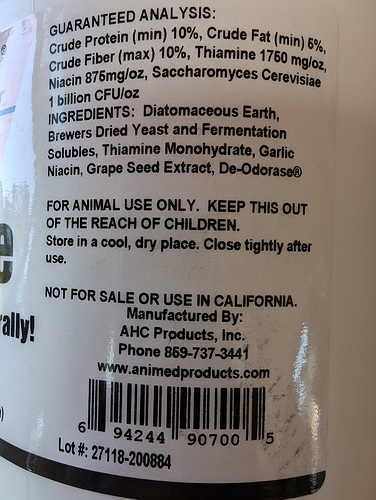 GUARANTEED ANALYSIS:
Crude Protein (min) 10%, Crude Fat (min) 5%,
Crude Fiber (max) 10%, Thiamine 1750 mg/oz,
Niacin 875mg/oz, Saccharomyces Cerevisiae
1 billion CFU/oz
INGREDIENTS: Diatomaceous Earth,
Brewers Dried Yeast and Fermentation
Solubles, Thiamine Monohydrate, Garlic
Niacin, Grape Seed Extract, De-Odorase®
FOR ANIMAL USE ONLY. KEEP THIS OUT
OF THE REACH OF CHILDREN.
Store in a cool, dry place. Close tightly after
use.
e
rally!
NOT FOR SALE OR USE IN CALIFORNIA.
Manufactured By:
AHC Products, Inc.
Phone 859-737-3441
www.animedproducts.com
6 94244 90700 5
Lot #: 27118-200884